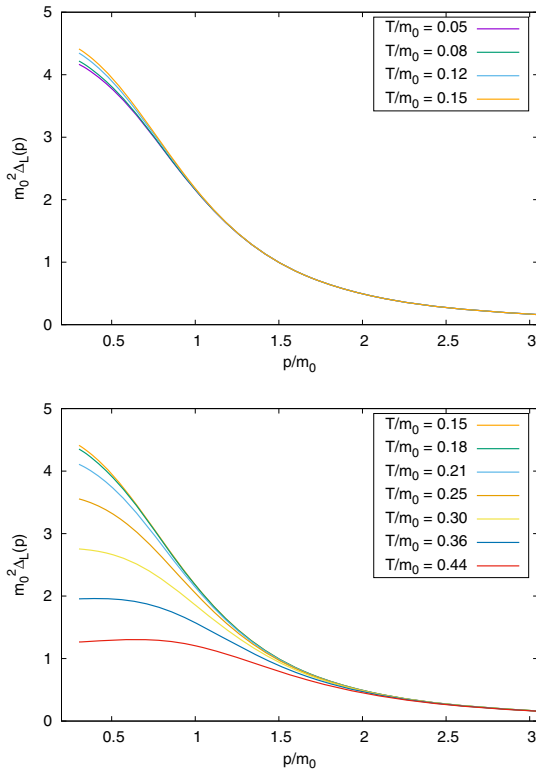 5
4
3
2
1
0
m₀²Δ_L(p)
T/m₀ = 0.05
T/m₀ = 0.08
T/m₀ = 0.12
T/m₀ = 0.15
0.5 1 1.5 2 2.5 3
p/m₀
5
4
3
2
1
0
m₀²Δ_L(p)
T/m₀ = 0.15
T/m₀ = 0.18
T/m₀ = 0.21
T/m₀ = 0.25
T/m₀ = 0.30
T/m₀ = 0.36
T/m₀ = 0.44
0.5 1 1.5 2 2.5 3
p/m₀